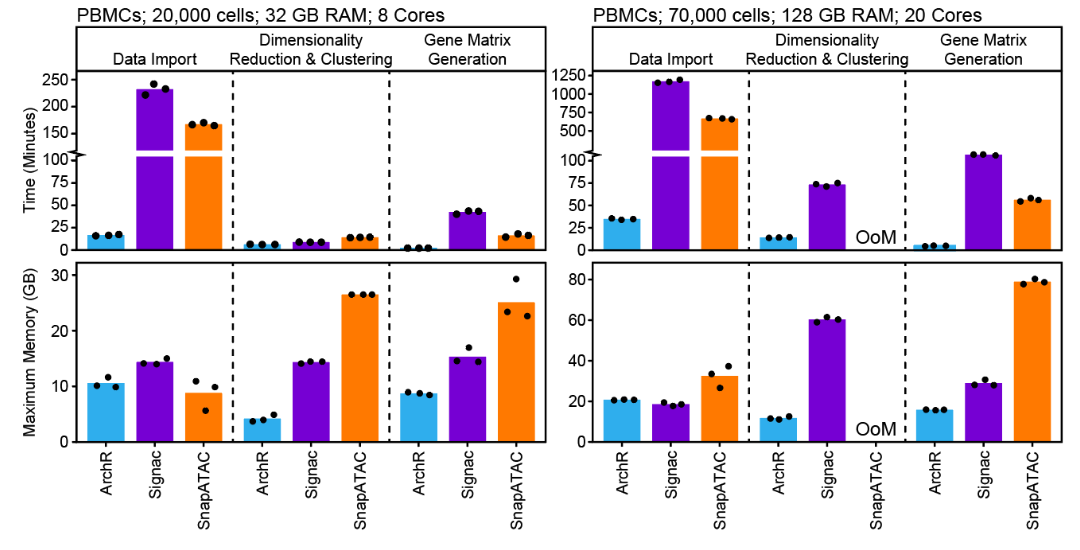 PBMCs; 20,000 cells; 32 GB RAM; 8 Cores
Data Import
Dimensionality
Reduction & Clustering
Gene Matrix
Generation
Time (Minutes)
250
200
150
100
75
50
25
0
Maximum Memory (GB)
30
20
10
0
ArchR
Signac
SnapATAC
ArchR
Signac
SnapATAC
ArchR
Signac
SnapATAC
PBMCs; 70,000 cells; 128 GB RAM; 20 Cores
Data Import
Dimensionality
Reduction & Clustering
Gene Matrix
Generation
1250
1000
750
500
100
75
50
25
0
OoM
80
60
40
20
0
OoM
ArchR
Signac
SnapATAC
ArchR
Signac
SnapATAC
ArchR
Signac
SnapATAC